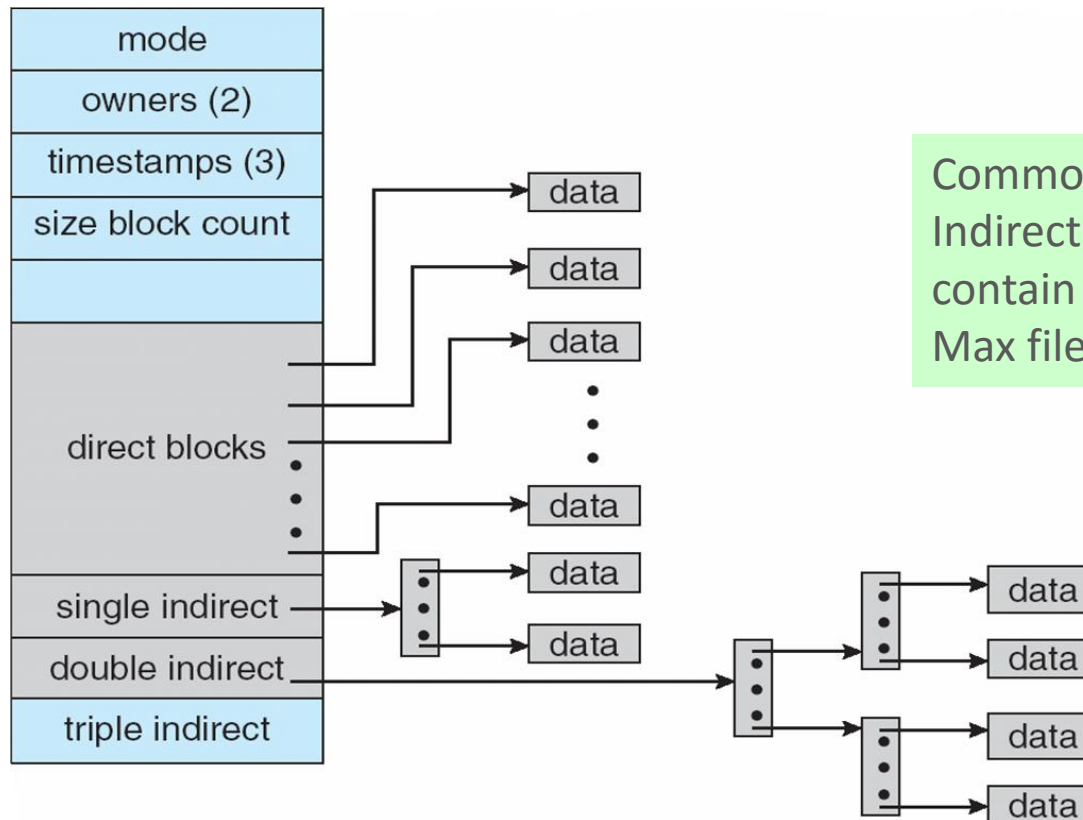 mode
owners (2)
timestamps (3)
size block count
direct blocks
single indirect
double indirect
triple indirect
data
data
data
data
data
data
data
data
data
data
Indirect
contain
Max file